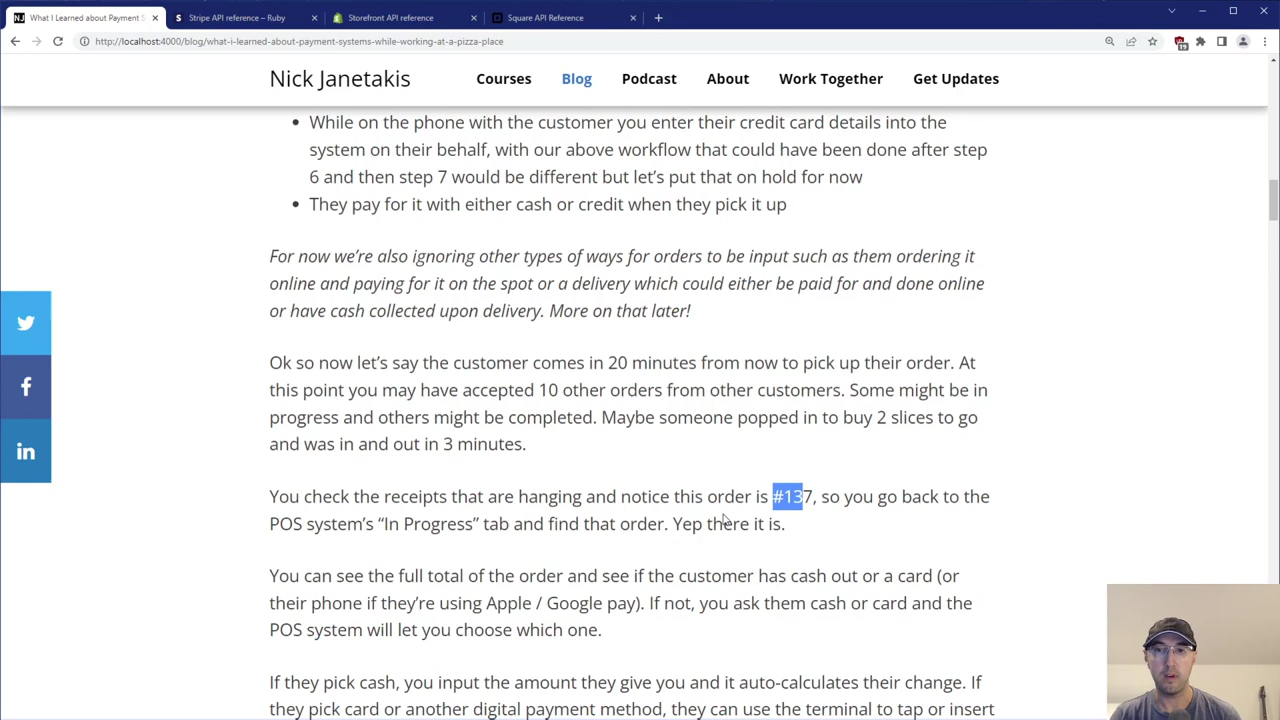 What I Learned about Payment S
Stripe API reference – Ruby
Storefront API reference
Square API Reference
http://localhost:4000/blog/what-i-learned-about-payment-systems-while-working-at-a-pizza-place
19
Nick Janetakis
Courses
Blog
Podcast
About
Work Together
Get Updates
While on the phone with the customer you enter their credit card details into the
system on their behalf, with our above workflow that could have been done after step
6 and then step 7 would be different but let’s put that on hold for now
They pay for it with either cash or credit when they pick it up
For now we’re also ignoring other types of ways for orders to be input such as them ordering it
online and paying for it on the spot or a delivery which could either be paid for and done online
or have cash collected upon delivery. More on that later!
Ok so now let’s say the customer comes in 20 minutes from now to pick up their order. At
this point you may have accepted 10 other orders from other customers. Some might be in
progress and others might be completed. Maybe someone popped in to buy 2 slices to go
and was in and out in 3 minutes.
You check the receipts that are hanging and notice this order is #137, so you go back to the
POS system’s “In Progress” tab and find that order. Yep there it is.
You can see the full total of the order and see if the customer has cash out or a card (or
their phone if they’re using Apple / Google pay). If not, you ask them cash or card and the
POS system will let you choose which one.
If they pick cash, you input the amount they give you and it auto-calculates their change. If
they pick card or another digital payment method, they can use the terminal to tap or insert